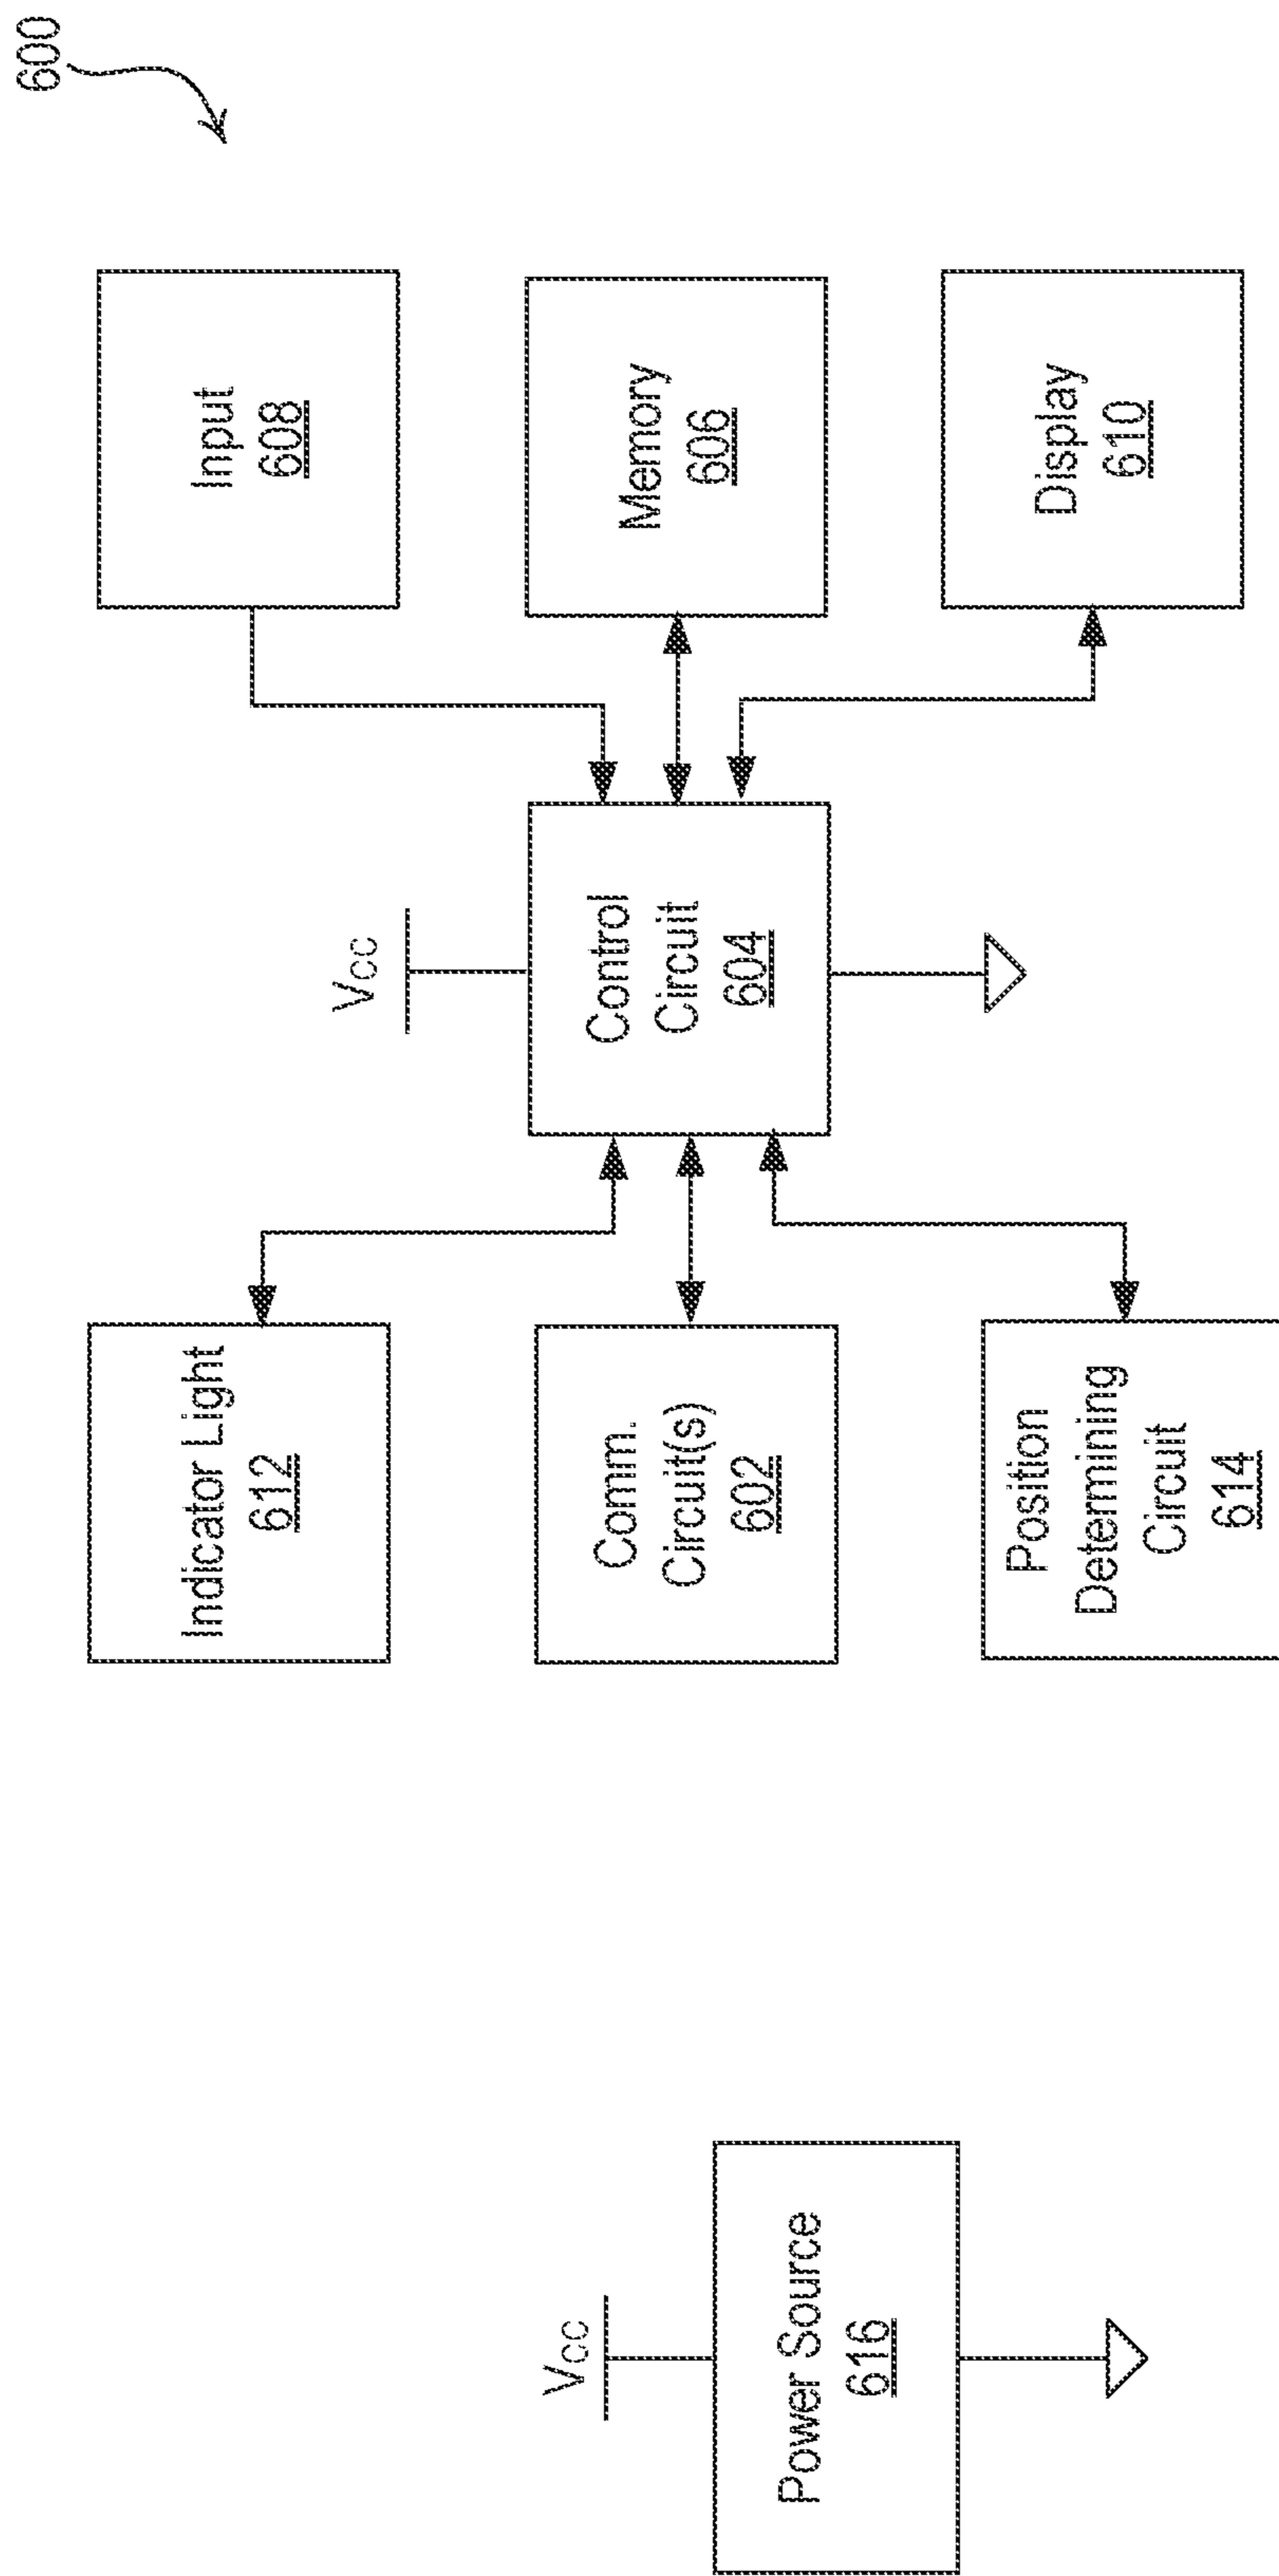 600
Input
608
Memory
606
Display
610
VCC
Control
Circuit
604
Indicator Light
612
Comm.
Circuit(s)
602
Position
Determining
Circuit
614
VCC
Power Source
616